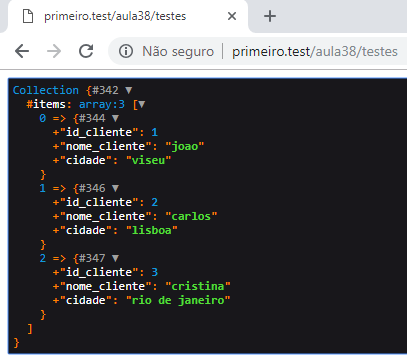 primeiro.test/aula38/testes
Não seguro | primeiro.test/aula38/testes
Collection {#342 ▼
#items: array:3 [▼
0 => {#344 ▼
+"id_cliente": 1
+"nome_cliente": "joao"
+"cidade": "viseu"
}
1 => {#346 ▼
+"id_cliente": 2
+"nome_cliente": "carlos"
+"cidade": "lisboa"
}
2 => {#347 ▼
+"id_cliente": 3
+"nome_cliente": "cristina"
+"cidade": "rio de janeiro"
}
]
}